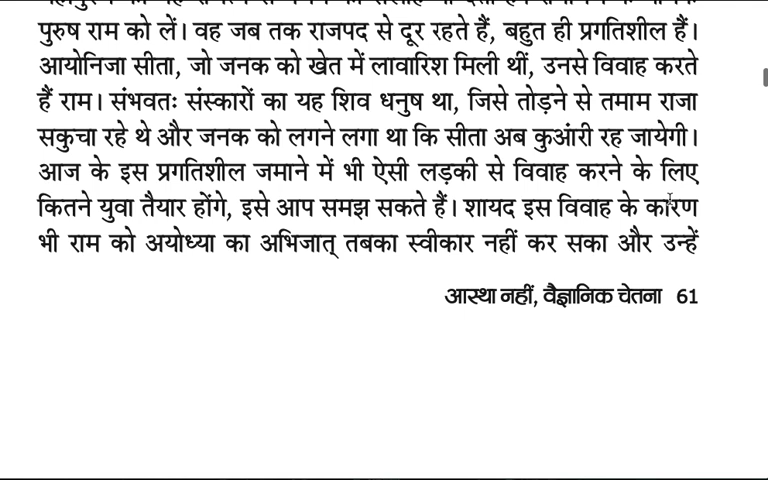 पुरुष राम को लें। वह जब तक राजपद से दूर रहते हैं, बहुत ही प्रगतिशील हैं।
आयोनिजा सीता, जो जनक को खेत में लावारिश मिली थीं, उनसे विवाह करते
हैं राम। संभवतः संस्कारों का यह शिव धनुष था, जिसे तोड़ने से तमाम राजा
सकुचा रहे थे और जनक को लगने लगा था कि सीता अब कुआंरी रह जायेगी।
आज के इस प्रगतिशील जमाने में भी ऐसी लड़की से विवाह करने के लिए
कितने युवा तैयार होंगे, इसे आप समझ सकते हैं। शायद इस विवाह के कारण
भी राम को अयोध्या का अभिजात् तबका स्वीकार नहीं कर सका और उन्हें
आस्था नहीं, वैज्ञानिक चेतना 61